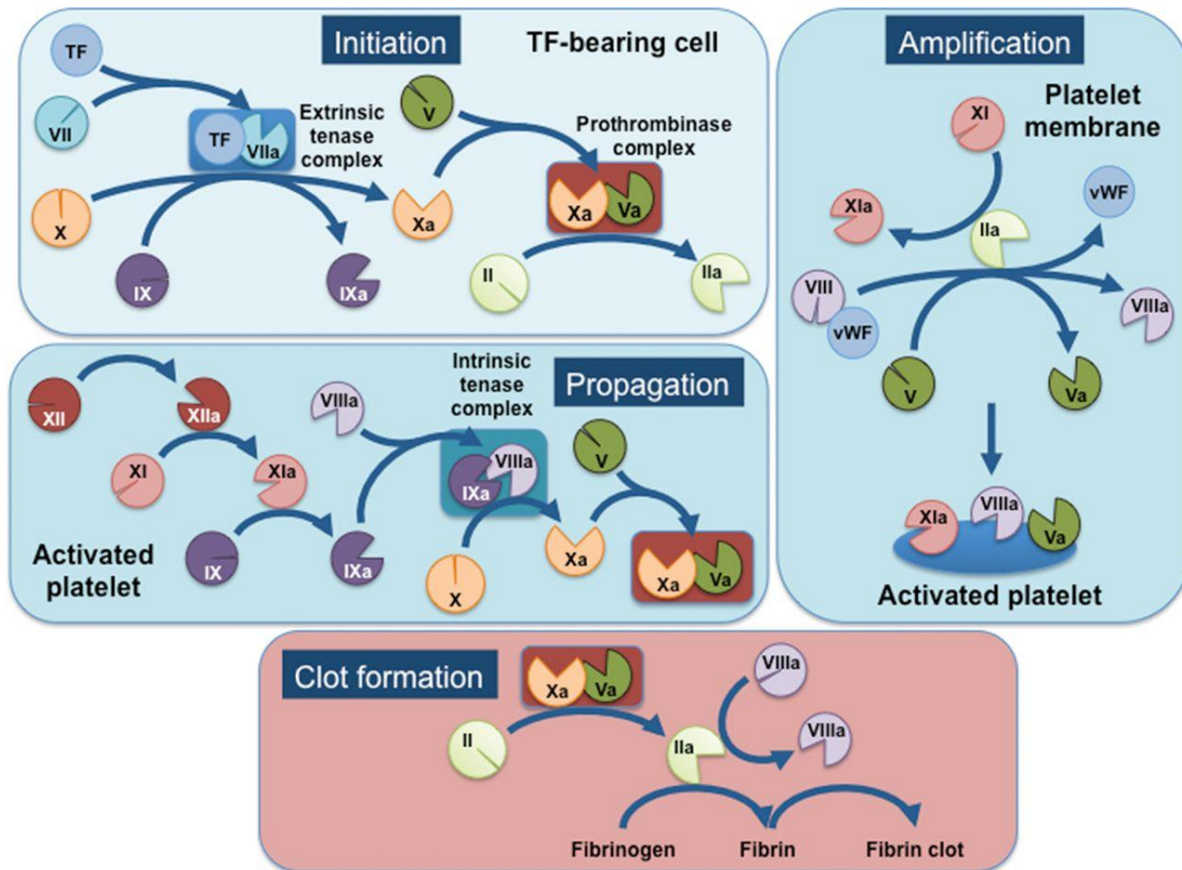 Initiation
TF-bearing cell
TF
VII
TF
VIIa
Extrinsic
tenase
complex
V
Prothrombinase
complex
X
Xa
Xa
Va
IX
IXa
II
IIa
Amplification
Platelet
membrane
XI
XIa
IIa
vWF
VIII
vWF
VIIIa
V
Va
XIa
VIIIa
Va
Activated platelet
Propagation
Intrinsic
tenase
complex
XII
XIIa
VIIIa
XI
XIa
IXa
VIIIa
V
IX
IXa
X
Xa
Xa
Va
Activated
platelet
Clot formation
Xa
Va
VIIIa
II
IIa
VIIIa
Fibrinogen
Fibrin
Fibrin clot